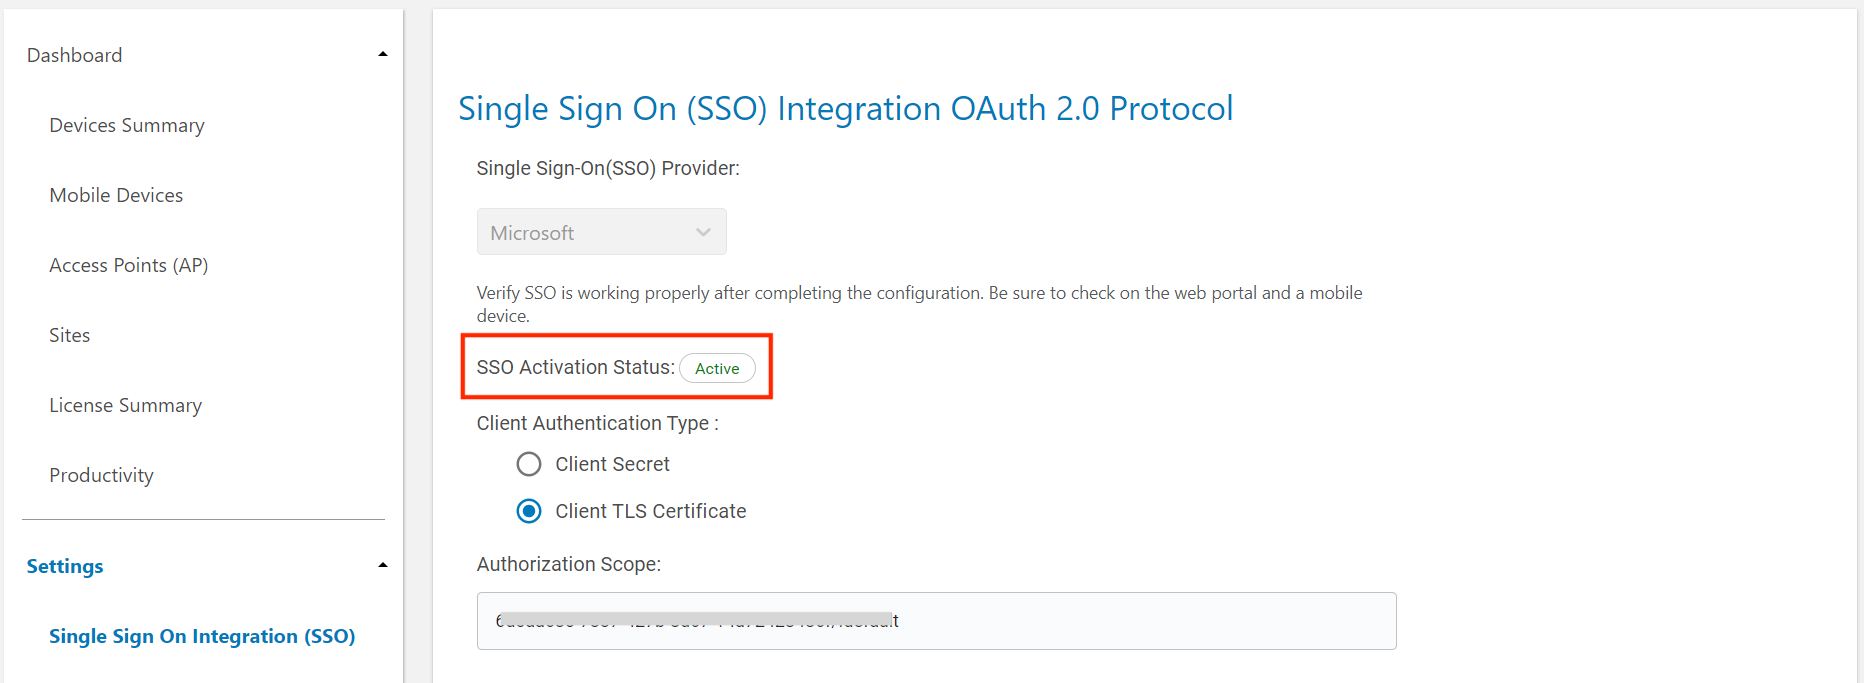 Dashboard
Devices Summary
Mobile Devices
Access Points (AP)
Sites
License Summary
Productivity
Settings
Single Sign On Integration (SSO)
Single Sign On (SSO) Integration OAuth 2.0 Protocol
Single Sign-On(SSO) Provider:
Microsoft
Verify SSO is working properly after completing the configuration. Be sure to check on the web portal and a mobile
device.
SSO Activation Status: Active
Client Authentication Type :
Client Secret
Client TLS Certificate
Authorization Scope: